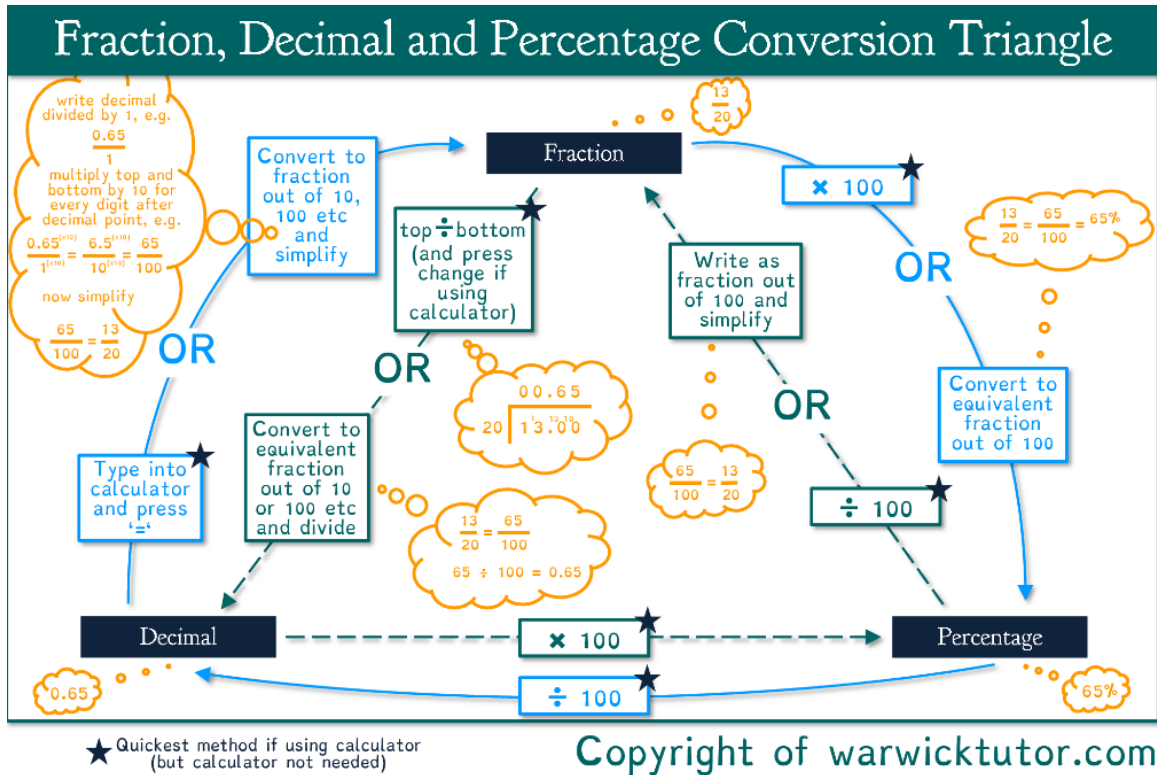 Fraction, Decimal and Percentage Conversion Triangle
write decimal
divided by 1, e.g.
0.65
1
multiply top and
bottom by 10 for
every digit after
decimal point, e.g.
0.65(x10) = 6.5(x10) = 65
1(x10) 10(x10) 100
now simplify
65 = 13
100 20
Convert to
fraction
out of 10,
100 etc
and
simplify
OR
Type into
calculator
and press
'='
Fraction
13
20
top ÷ bottom
(and press
change if
using
calculator)
OR
Convert to
equivalent
fraction
out of 10
or 100 etc
and divide
00.65
20 13.00
13 = 65
20 100
65 ÷ 100 = 0.65
Write as
fraction out
of 100 and
simplify
OR
÷ 100
65 = 13
100 20
× 100
OR
13 = 65 = 65%
20 100
Convert to
equivalent
fraction
out of 100
Decimal
0.65
× 100
÷ 100
Percentage
65%
Quickest method if using calculator
(but calculator not needed)
Copyright of warwicktutor.com